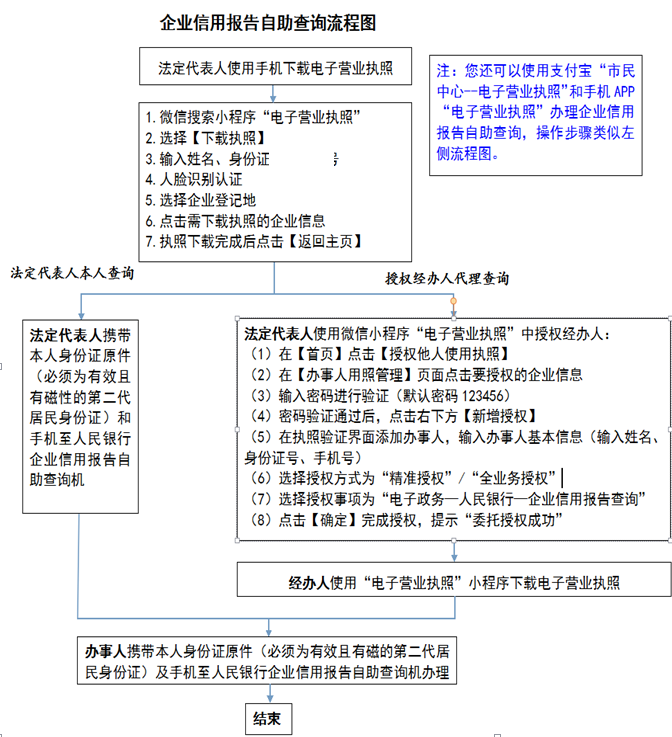 企业信用报告自助查询流程图
法定代表人使用手机下载电子营业执照
注：您还可以使用支付宝“市民
中心--电子营业执照”和手机APP
“电子营业执照”办理企业信用
报告自助查询，操作步骤类似左
侧流程图。
1.微信搜索小程序“电子营业执照”
2.选择【下载执照】
3.输入姓名、身份证 号
4.人脸识别认证
5.选择企业登记地
6.点击需下载执照的企业信息
7.执照下载完成后点击【返回主页】
法定代表人本人查询
授权经办人代理查询
法定代表人携带
本人身份证原件
（必须为有效且
有磁性的第二代
居民身份证）和
手机至人民银行
企业信用报告自
助查询机
法定代表人使用微信小程序“电子营业执照”中授权经办人：
（1）在【首页】点击【授权他人使用执照】
（2）在【办事人用照管理】页面点击要授权的企业信息
（3）输入密码进行验证（默认密码123456）
（4）密码验证通过后，点击右下方【新增授权】
（5）在执照验证界面添加办事人，输入办事人基本信息（输入姓名、
身份证号、手机号）
（6）选择授权方式为“精准授权”/“全业务授权”
（7）选择授权事项为“电子政务—人民银行—企业信用报告查询”
（8）点击【确定】完成授权，提示“委托授权成功”
经办人使用“电子营业执照”小程序下载电子营业执照
办事人携带本人身份证原件（必须为有效且有磁的第二代居
民身份证）及手机至人民银行企业信用报告自助查询机办理
结束